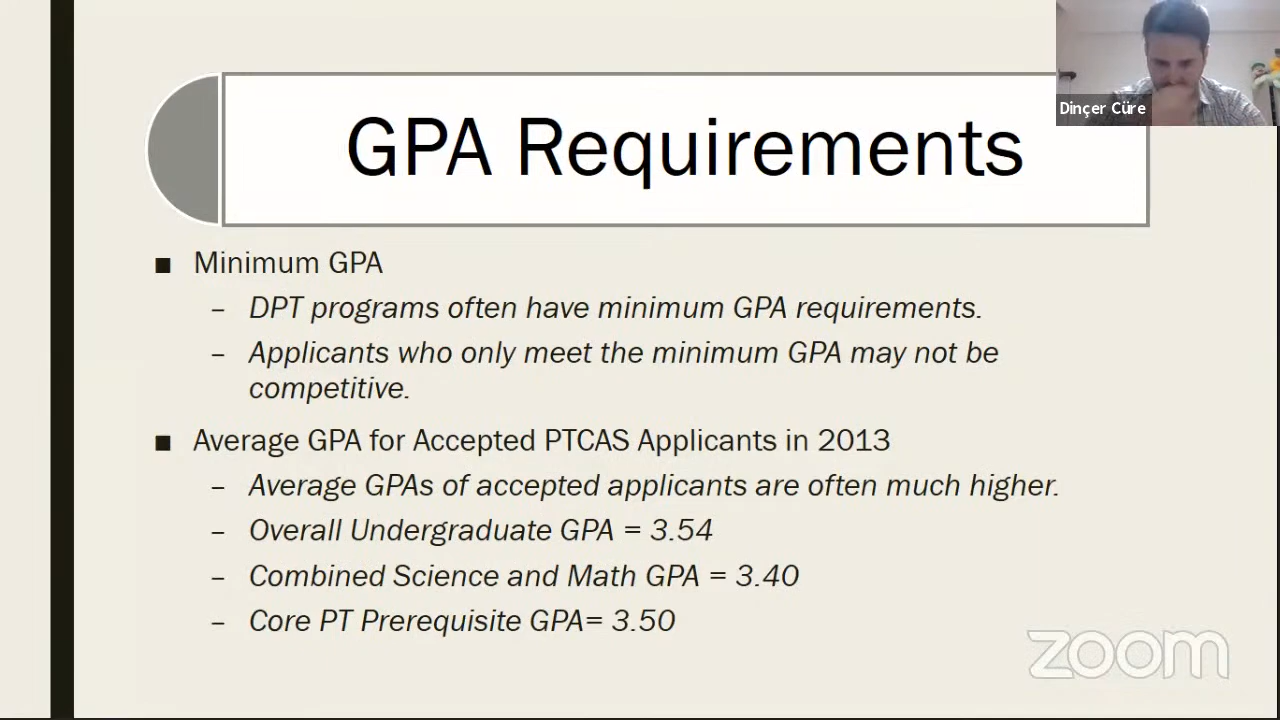 GPA Requirements
Dinçer Cüre
■ Minimum GPA
– DPT programs often have minimum GPA requirements.
– Applicants who only meet the minimum GPA may not be
competitive.
■ Average GPA for Accepted PTCAS Applicants in 2013
– Average GPAs of accepted applicants are often much higher.
– Overall Undergraduate GPA = 3.54
– Combined Science and Math GPA = 3.40
– Core PT Prerequisite GPA= 3.50
zoom